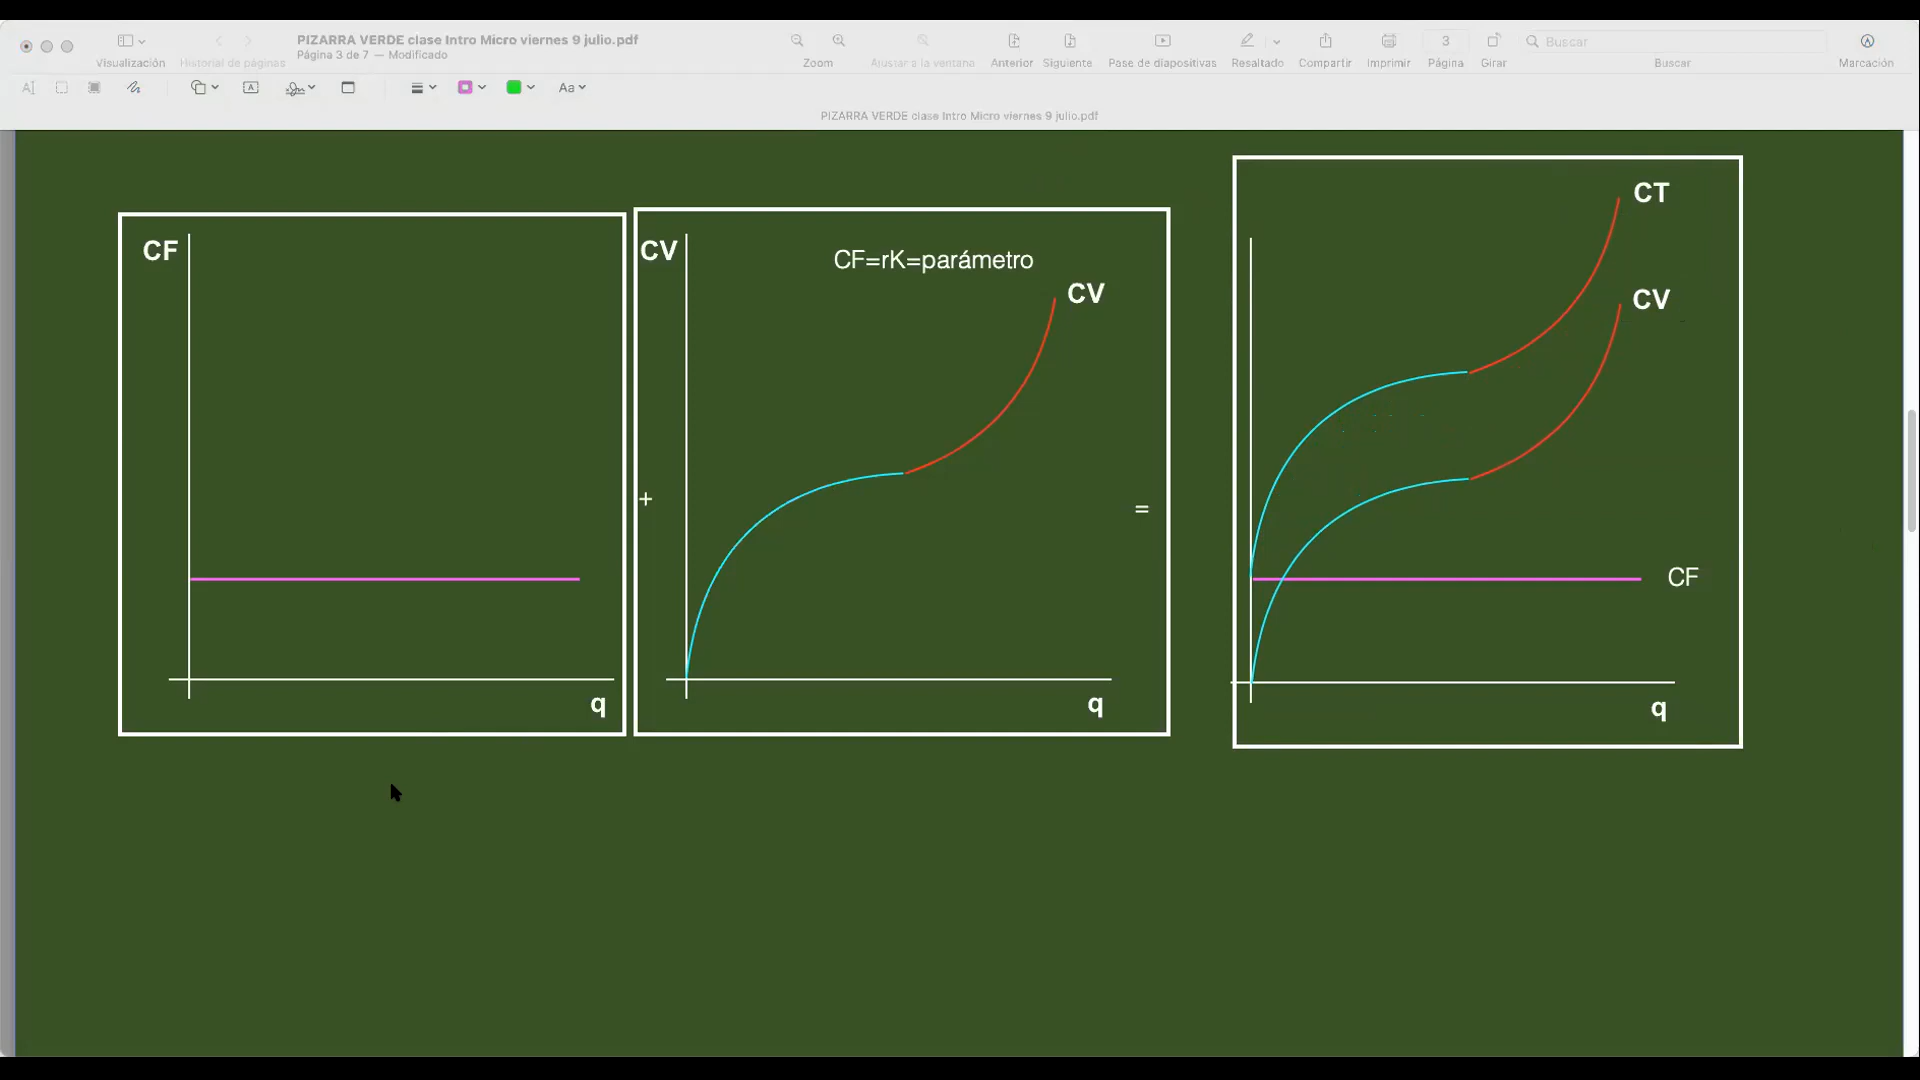 PIZARRA VERDE clase Intro Micro viernes 9 julio.pdf
Página 3 de 7 — Modificado
Visualización
Historial de páginas
Zoom
Ajustar a la ventana
Anterior
Siguiente
Pase de diapositivas
Resaltado
Compartir
Imprimir
3
Página
Girar
Buscar
Buscar
Marcación
AI
A
Aa
PIZARRA VERDE clase Intro Micro viernes 9 julio.pdf
CF
q
+
CV
CF=rK=parámetro
CV
q
=
CT
CV
CF
q